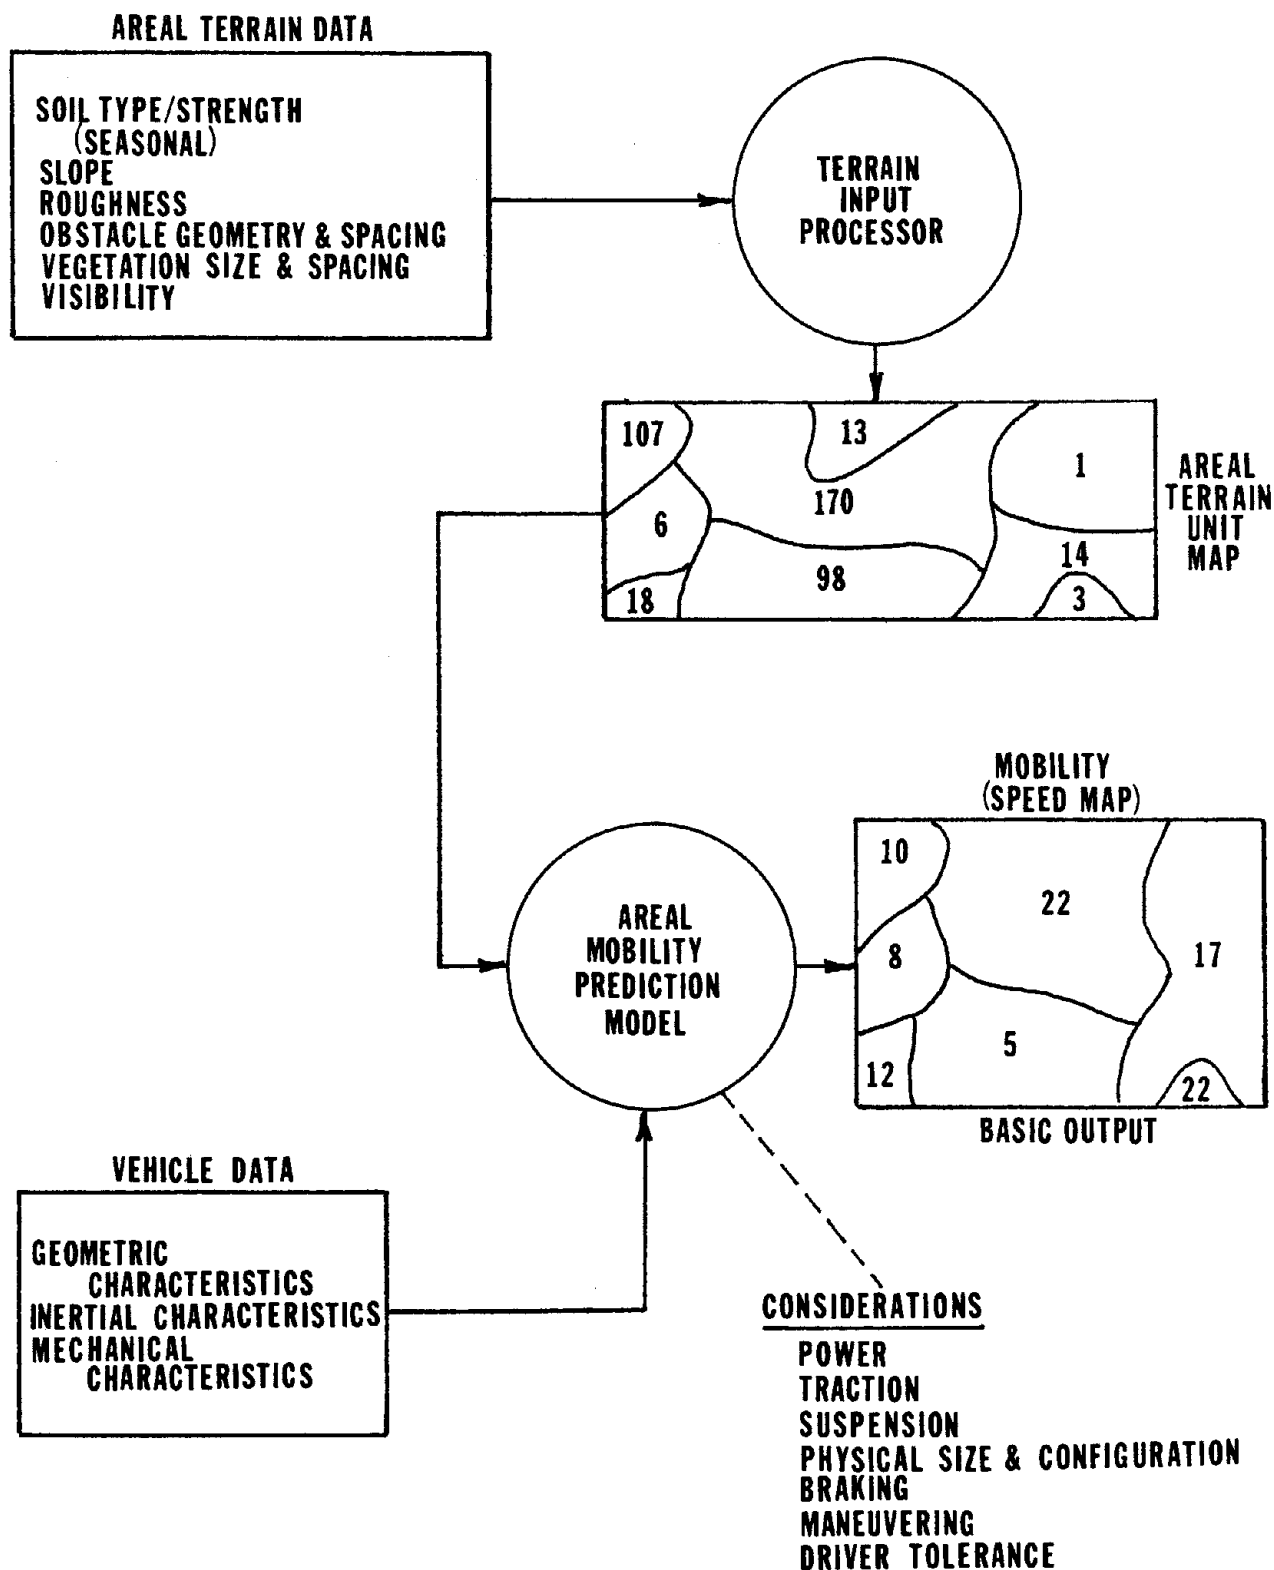 AREAL TERRAIN DATA
SOIL TYPE/STRENGTH
(SEASONAL)
SLOPE
ROUGHNESS
OBSTACLE GEOMETRY & SPACING
VEGETATION SIZE & SPACING
VISIBILITY
TERRAIN
INPUT
PROCESSOR
107
13
1
170
6
14
98
18
3
AREAL
TERRAIN
UNIT
MAP
MOBILITY
(SPEED MAP)
10
22
8
17
5
12
22
BASIC OUTPUT
AREAL
MOBILITY
PREDICTION
MODEL
VEHICLE DATA
GEOMETRIC
CHARACTERISTICS
INERTIAL CHARACTERISTICS
MECHANICAL
CHARACTERISTICS
CONSIDERATIONS
POWER
TRACTION
SUSPENSION
PHYSICAL SIZE & CONFIGURATION
BRAKING
MANEUVERING
DRIVER TOLERANCE